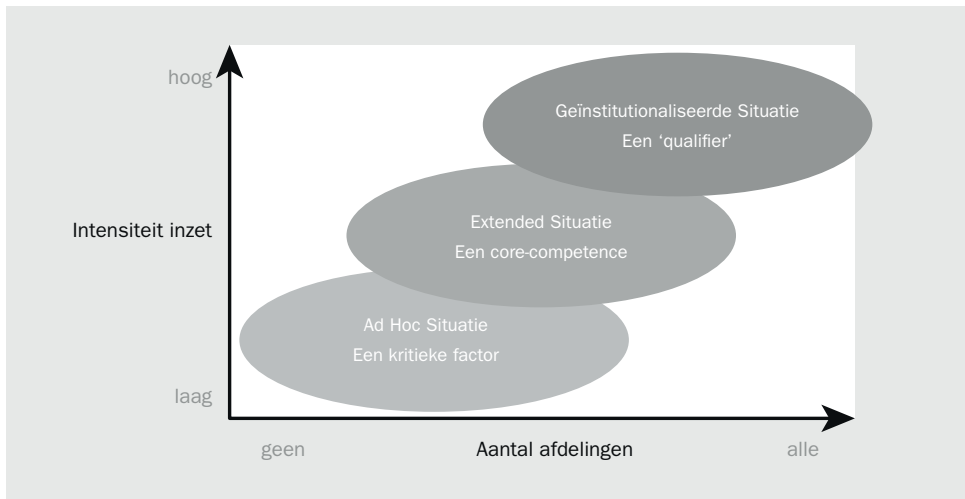 hoog
Geïnstitutionaliseerde Situatie
Een ‘qualifier’
Intensiteit inzet
Extended Situatie
Een core-competence
Ad Hoc Situatie
Een kritieke factor
laag
geen
Aantal afdelingen
alle